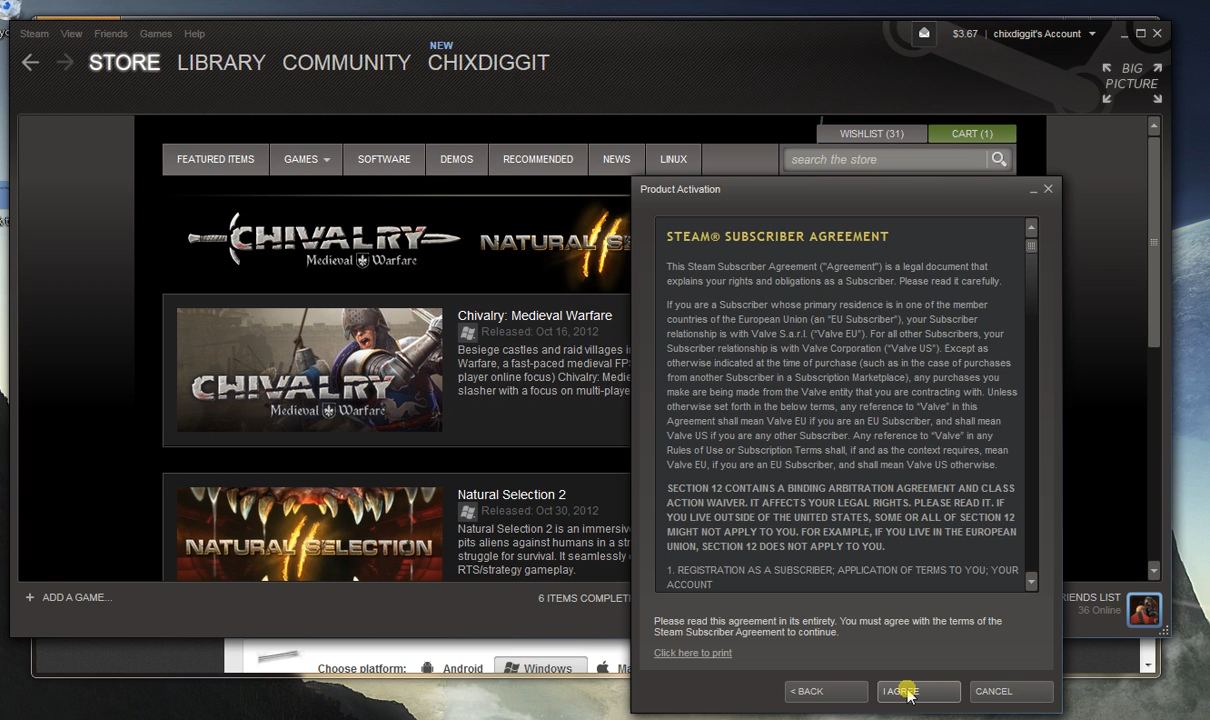 Steam View Friends Games Help
$3.67 | chixdiggit's Account
NEW
STORE LIBRARY COMMUNITY CHIXDIGGIT
BIG
PICTURE
WISHLIST (31) CART (1)
FEATURED ITEMS GAMES SOFTWARE DEMOS RECOMMENDED NEWS LINUX
search the store
CHIVALRY
Medieval Warfare
NATURAL S
Chivalry: Medieval Warfare
Released: Oct 16, 2012
Besiege castles and raid villages i
Warfare, a fast-paced medieval FP
player online focus) Chivalry: Medie
slasher with a focus on multi-playe
CHIVALRY
Medieval Warfare
Natural Selection 2
Released: Oct 30, 2012
Natural Selection 2 is an immersiv
pits aliens against humans in a str
struggle for survival. It seamlessly
RTS/strategy gameplay.
NATURAL SELECTION
+ ADD A GAME...
6 ITEMS COMPLET
RIENDS LIST
36 Online
Choose platform: Android Windows Ma
Product Activation
STEAM® SUBSCRIBER AGREEMENT
This Steam Subscriber Agreement ("Agreement") is a legal document that
explains your rights and obligations as a Subscriber. Please read it carefully.
If you are a Subscriber whose primary residence is in one of the member
countries of the European Union (an "EU Subscriber"), your Subscriber
relationship is with Valve S.a.r.l. ("Valve EU"). For all other Subscribers, your
Subscriber relationship is with Valve Corporation ("Valve US"). Except as
otherwise indicated at the time of purchase (such as in the case of purchases
from another Subscriber in a Subscription Marketplace), any purchases you
make are being made from the Valve entity that you are contracting with. Unless
otherwise set forth in the below terms, any reference to "Valve" in this
Agreement shall mean Valve EU if you are an EU Subscriber, and shall mean
Valve US if you are any other Subscriber. Any reference to "Valve" in any
Rules of Use or Subscription Terms shall, if and as the context requires, mean
Valve EU, if you are an EU Subscriber, and shall mean Valve US otherwise.
SECTION 12 CONTAINS A BINDING ARBITRATION AGREEMENT AND CLASS
ACTION WAIVER. IT AFFECTS YOUR LEGAL RIGHTS. PLEASE READ IT. IF
YOU LIVE OUTSIDE OF THE UNITED STATES, SOME OR ALL OF SECTION 12
MIGHT NOT APPLY TO YOU. FOR EXAMPLE, IF YOU LIVE IN THE EUROPEAN
UNION, SECTION 12 DOES NOT APPLY TO YOU.
1. REGISTRATION AS A SUBSCRIBER; APPLICATION OF TERMS TO YOU; YOUR
ACCOUNT
Please read this agreement in its entirety. You must agree with the terms of the
Steam Subscriber Agreement to continue.
Click here to print
< BACK I AGREE CANCEL